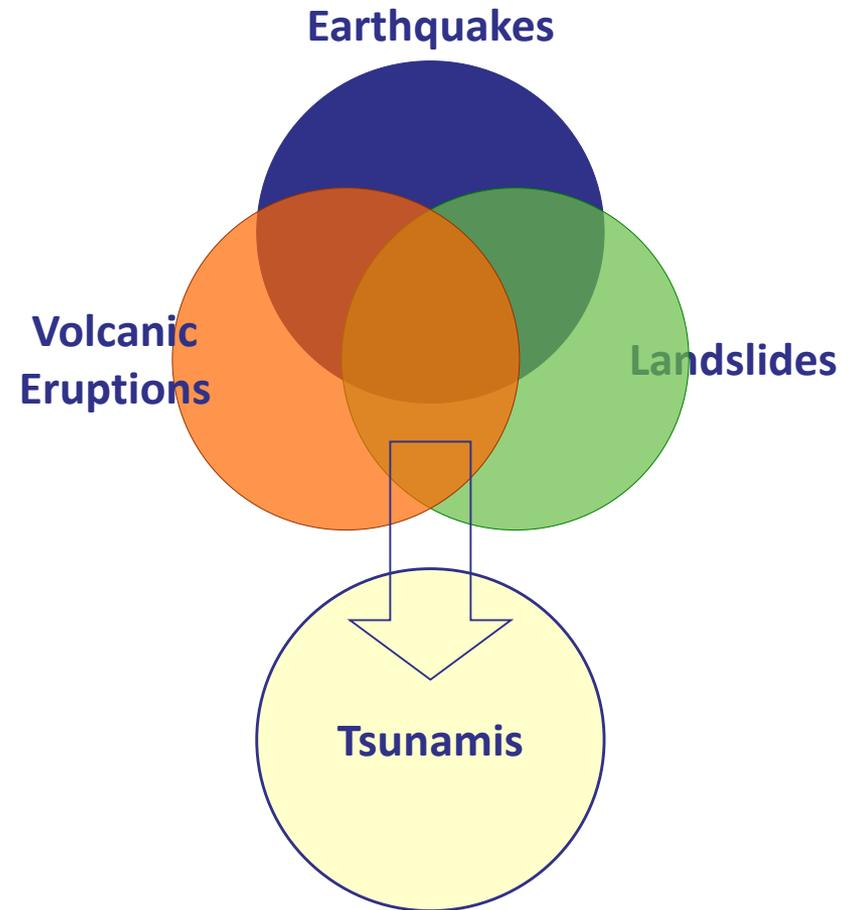 Earthquakes
Volcanic
Eruptions
Landslides
Tsunamis